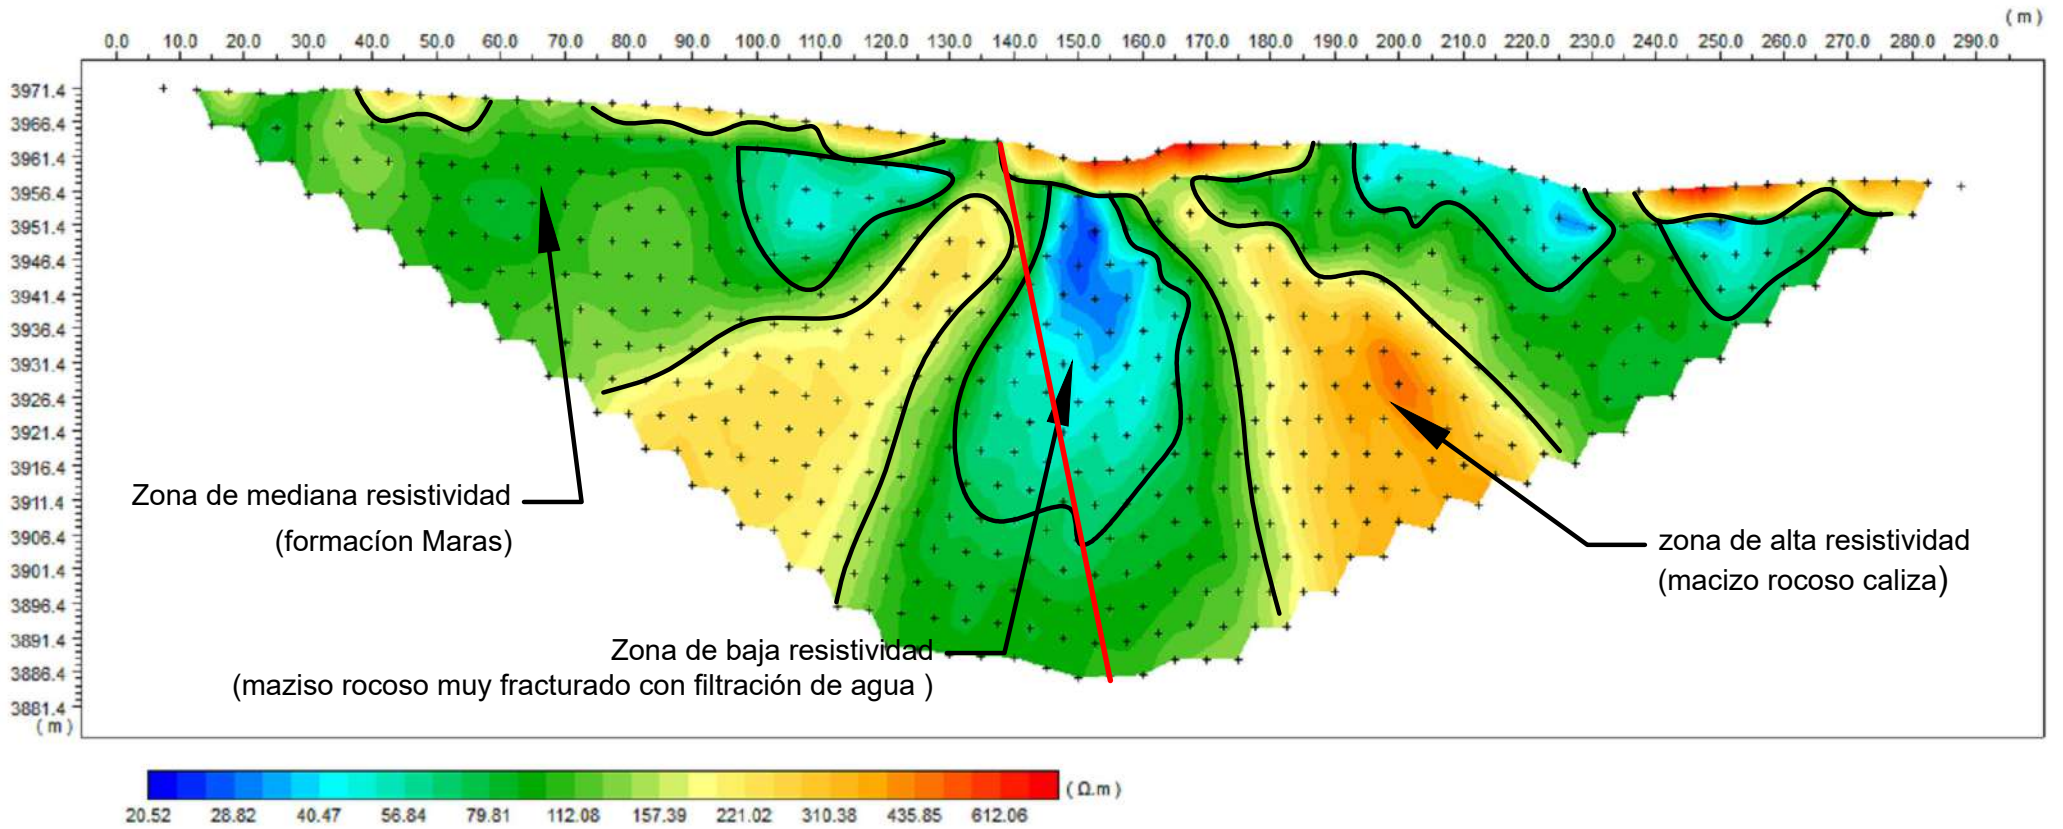 ( m )
0.0 10.0 20.0 30.0 40.0 50.0 60.0 70.0 80.0 90.0 100.0 110.0 120.0 130.0 140.0 150.0 160.0 170.0 180.0 190.0 200.0 210.0 220.0 230.0 240.0 250.0 260.0 270.0 280.0 290.0
3971.4
3966.4
3961.4
3956.4
3951.4
3946.4
3941.4
3936.4
3931.4
3926.4
3921.4
3916.4
3911.4
3906.4
3901.4
3896.4
3891.4
3886.4
3881.4
( m )
Zona de mediana resistividad
(formacíon Maras)
zona de alta resistividad
(macizo rocoso caliza)
Zona de baja resistividad
(maziso rocoso muy fracturado con filtración de agua )
( Ω.m )
20.52 28.82 40.47 56.84 79.81 112.08 157.39 221.02 310.38 435.85 612.06